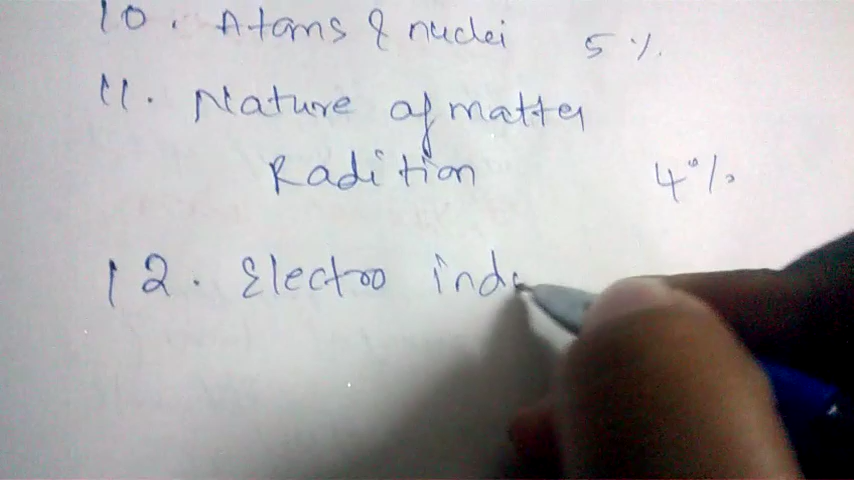 10. Atoms & nuclei 5%.
11. Nature of matter
Radition 4%.
12. Electro ind